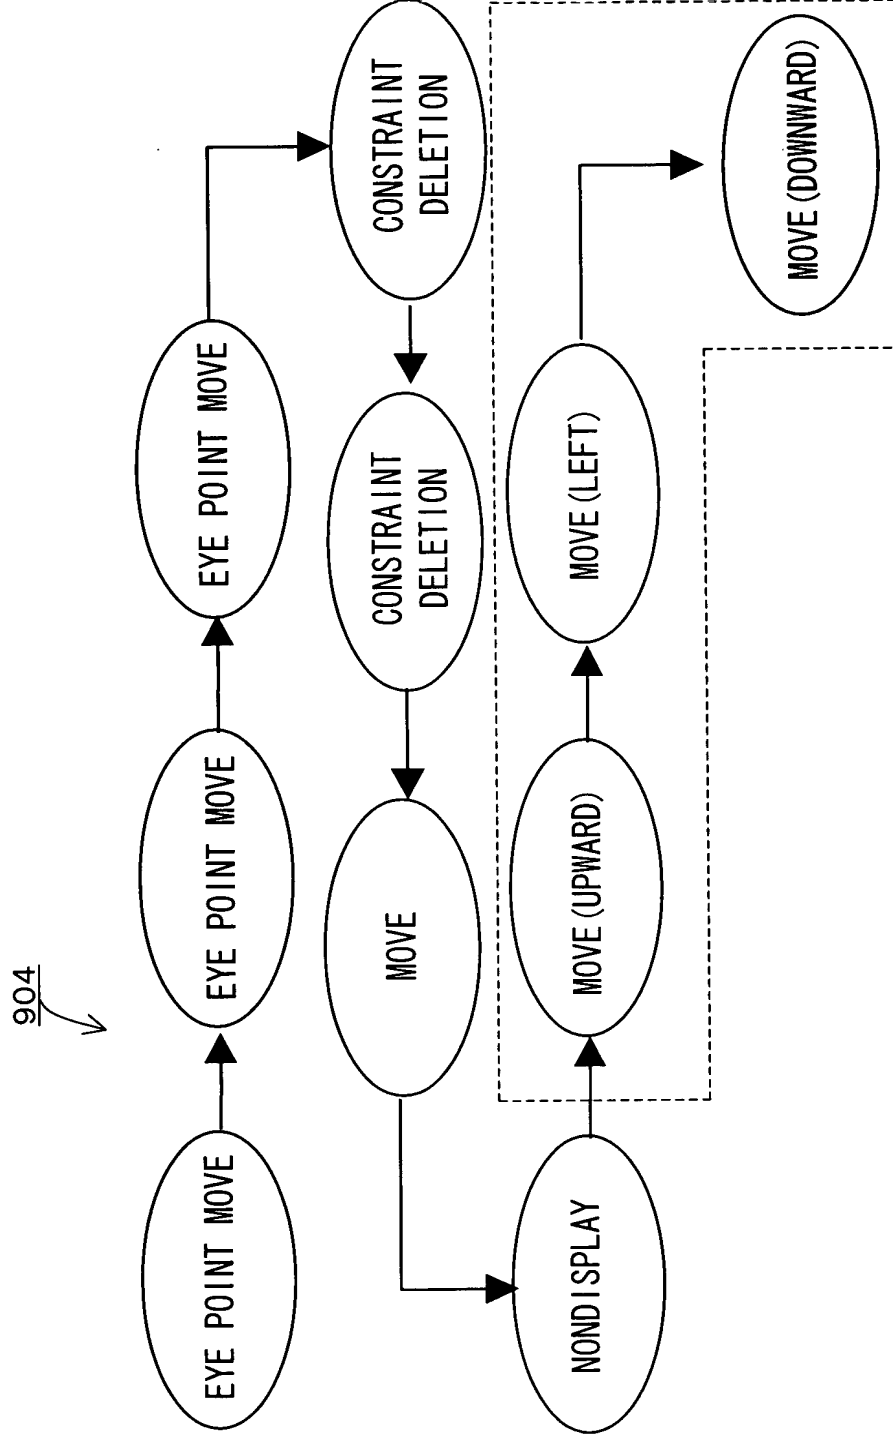 904
EYE POINT MOVE
EYE POINT MOVE
EYE POINT MOVE
CONSTRAINT
DELETION
CONSTRAINT
DELETION
MOVE
NONDISPLAY
MOVE(UPWARD)
MOVE(LEFT)
MOVE(DOWNWARD)